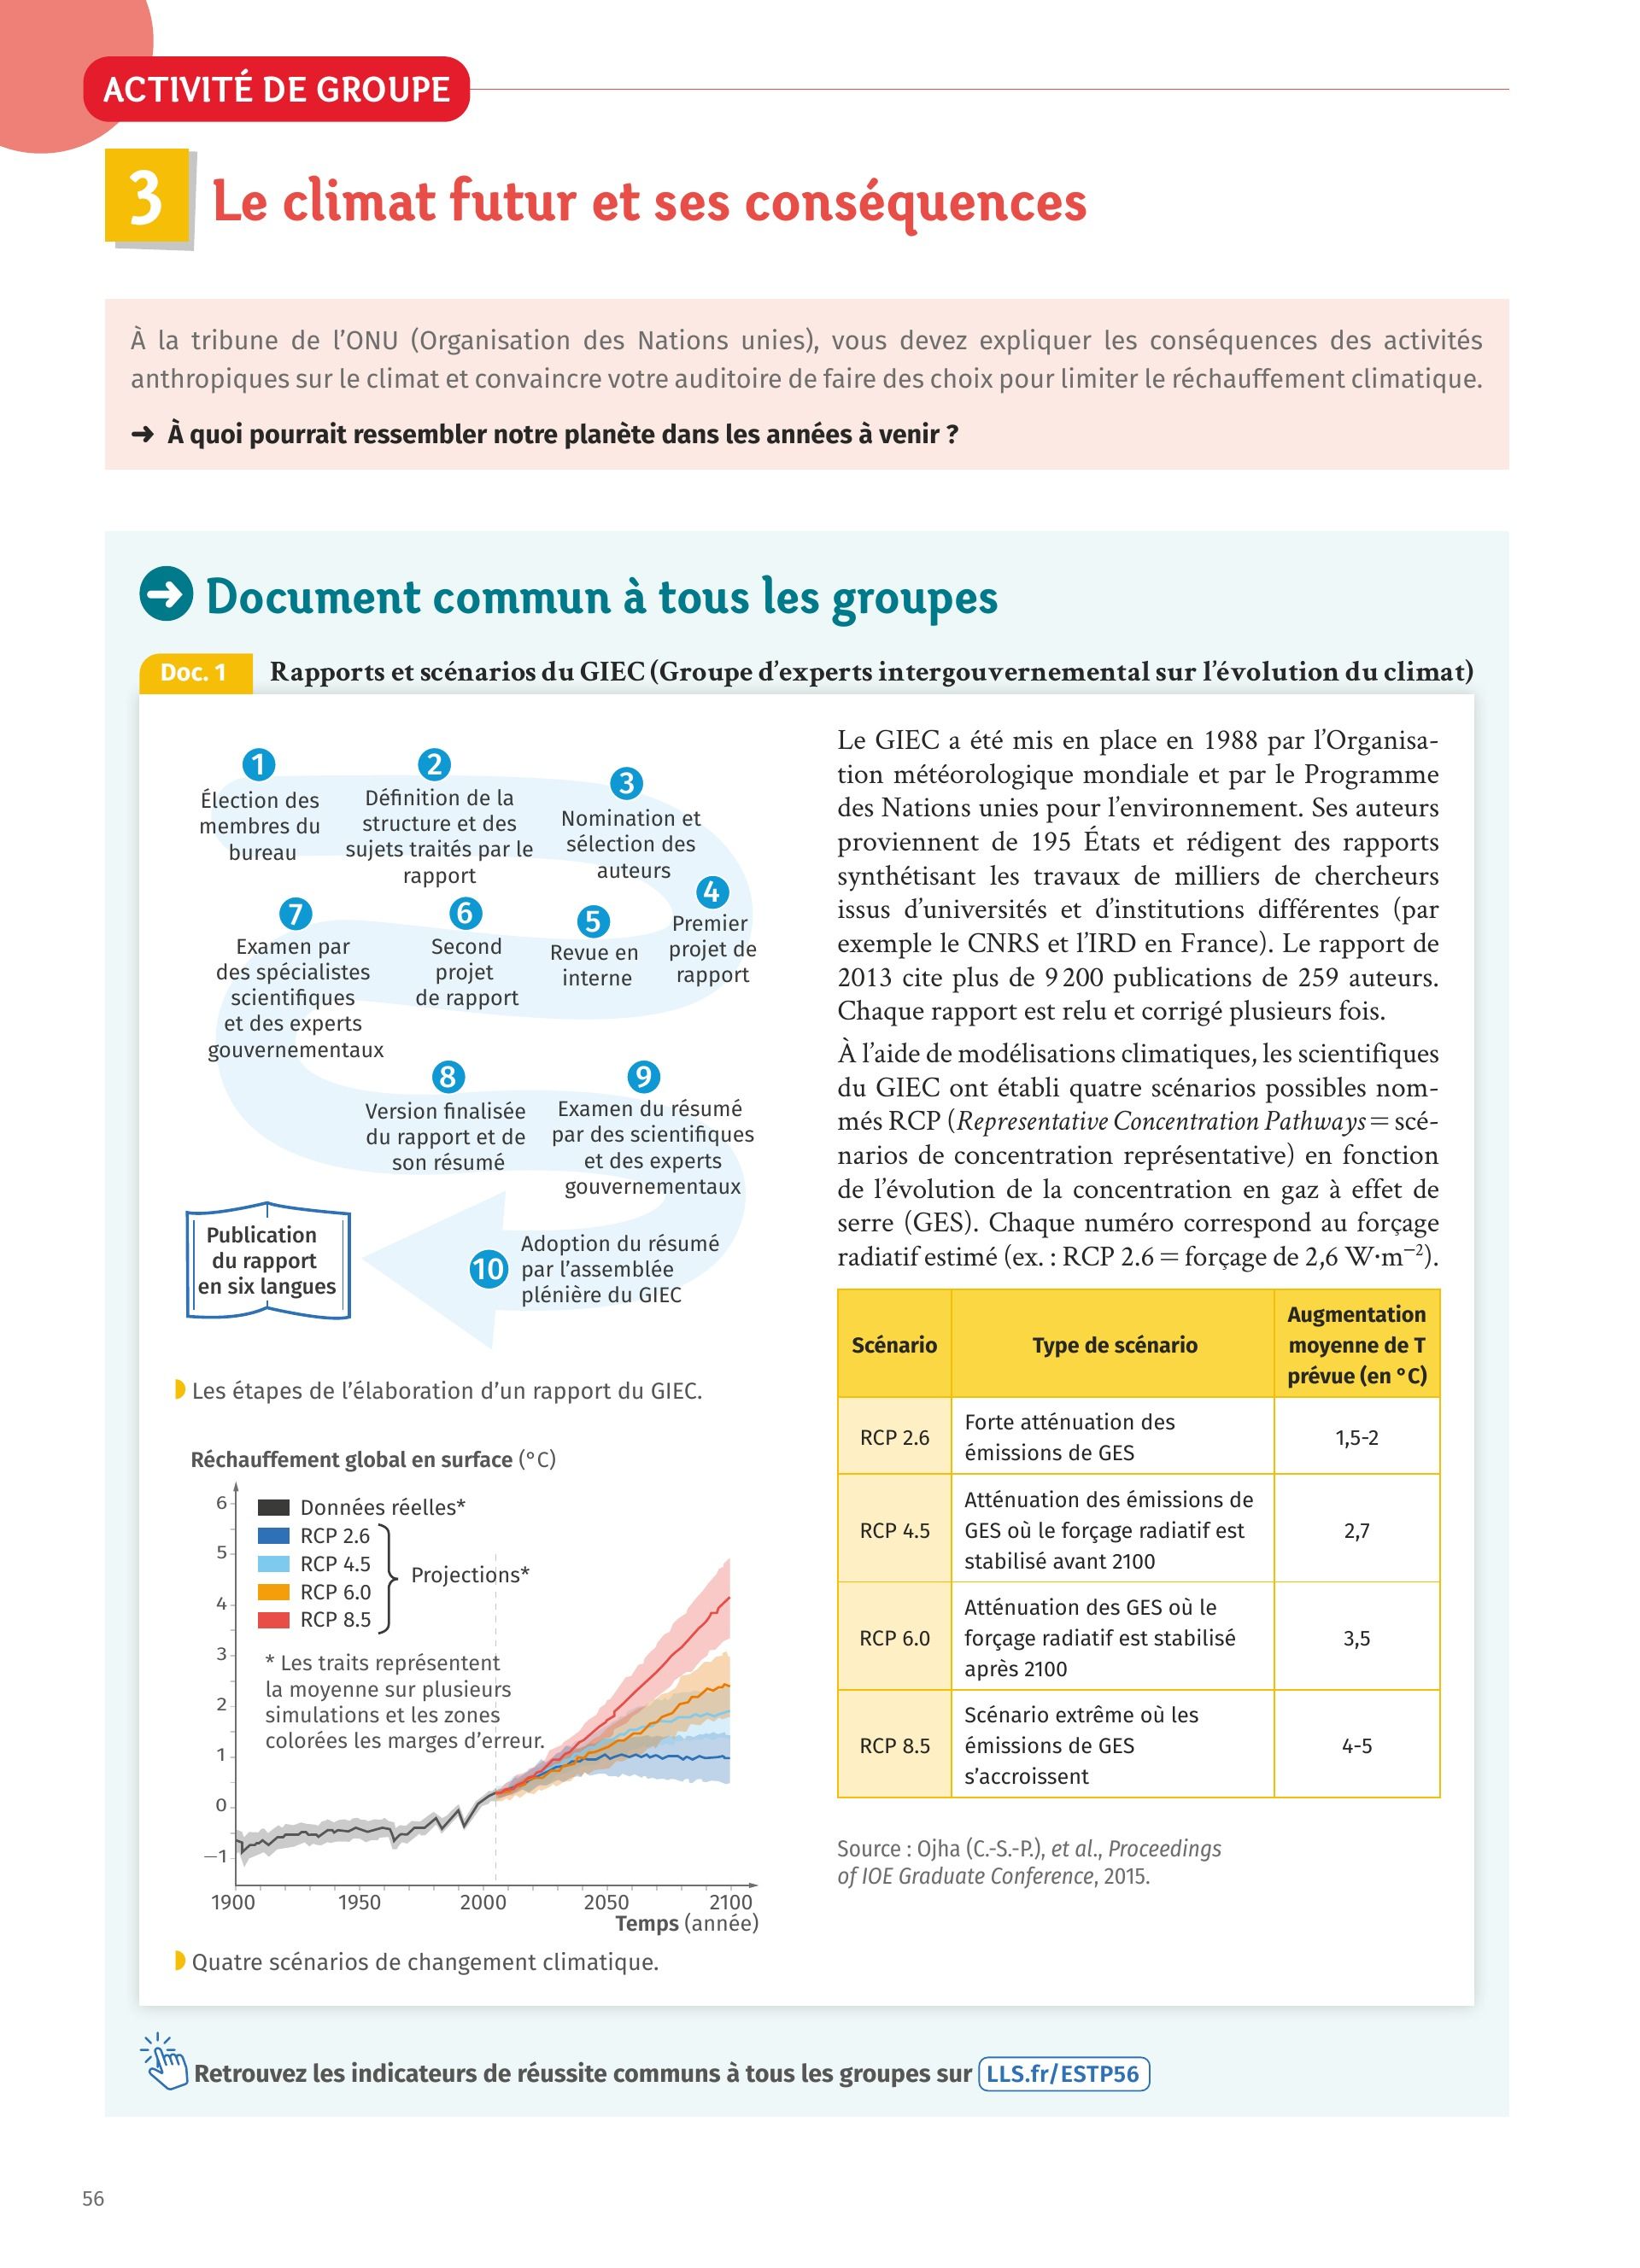 ACTIVITÉ DE GROUPE
3
Le climat futur et ses conséquences
À la tribune de l'ONU (Organisation des Nations unies), vous devez expliquer les conséquences des activités
anthropiques sur le climat et convaincre votre auditoire de faire des choix pour limiter le réchauffement climatique.
➜ À quoi pourrait ressembler notre planète dans les années à venir ?
Document commun à tous les groupes
Doc. 1
Rapports et scénarios du GIEC (Groupe d'experts intergouvernemental sur l'évolution du climat)
1
Élection des
membres du
bureau
2
Définition de la
structure et des
sujets traités par le
rapport
3
Nomination et
sélection des
auteurs
4
Premier
projet de
rapport
5
Revue en
interne
6
Second
projet
de rapport
7
Examen par
des spécialistes
scientifiques
et des experts
gouvernementaux
8
Version finalisée
du rapport et de
son résumé
9
Examen du résumé
par des scientifiques
et des experts
gouvernementaux
10
Adoption du résumé
par l'assemblée
plénière du GIEC
Publication
du rapport
en six langues
Les étapes de l'élaboration d'un rapport du GIEC.
Réchauffement global en surface (°C)
6
5
4
3
2
1
0
−1
Données réelles*
RCP 2.6
RCP 4.5
RCP 6.0
RCP 8.5
Projections*
* Les traits représentent
la moyenne sur plusieurs
simulations et les zones
colorées les marges d'erreur.
1900
1950
2000
2050
2100
Temps (année)
Quatre scénarios de changement climatique.
Le GIEC a été mis en place en 1988 par l'Organisa-
tion météorologique mondiale et par le Programme
des Nations unies pour l'environnement. Ses auteurs
proviennent de 195 États et rédigent des rapports
synthétisant les travaux de milliers de chercheurs
issus d'universités et d'institutions différentes (par
exemple le CNRS et l'IRD en France). Le rapport de
2013 cite plus de 9 200 publications de 259 auteurs.
Chaque rapport est relu et corrigé plusieurs fois.
À l'aide de modélisations climatiques, les scientifiques
du GIEC ont établi quatre scénarios possibles nom-
més RCP (Representative Concentration Pathways = scé-
narios de concentration représentative) en fonction
de l'évolution de la concentration en gaz à effet de
serre (GES). Chaque numéro correspond au forçage
radiatif estimé (ex. : RCP 2.6 = forçage de 2,6 W·m⁻²).
Scénario
Type de scénario
Augmentation
moyenne de T
prévue (en °C)
RCP 2.6
Forte atténuation des
émissions de GES
1,5-2
RCP 4.5
Atténuation des émissions de
GES où le forçage radiatif est
stabilisé avant 2100
2,7
RCP 6.0
Atténuation des GES où le
forçage radiatif est stabilisé
après 2100
3,5
RCP 8.5
Scénario extrême où les
émissions de GES
s'accroissent
4-5
Source : Ojha (C.-S.-P.), et al., Proceedings
of IOE Graduate Conference, 2015.
Retrouvez les indicateurs de réussite communs à tous les groupes sur LLS.fr/ESTP56
56